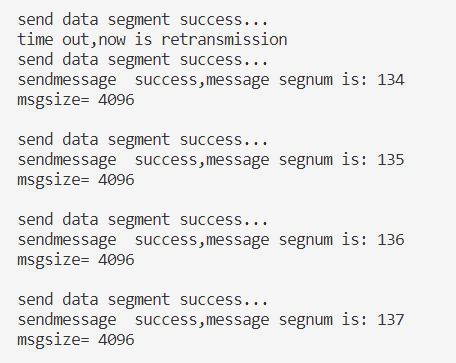 send data segment success...
time out,now is retransmission
send data segment success...
sendmessage  success,message segnum is: 134
msgsize= 4096

send data segment success...
sendmessage  success,message segnum is: 135
msgsize= 4096

send data segment success...
sendmessage  success,message segnum is: 136
msgsize= 4096

send data segment success...
sendmessage  success,message segnum is: 137
msgsize= 4096